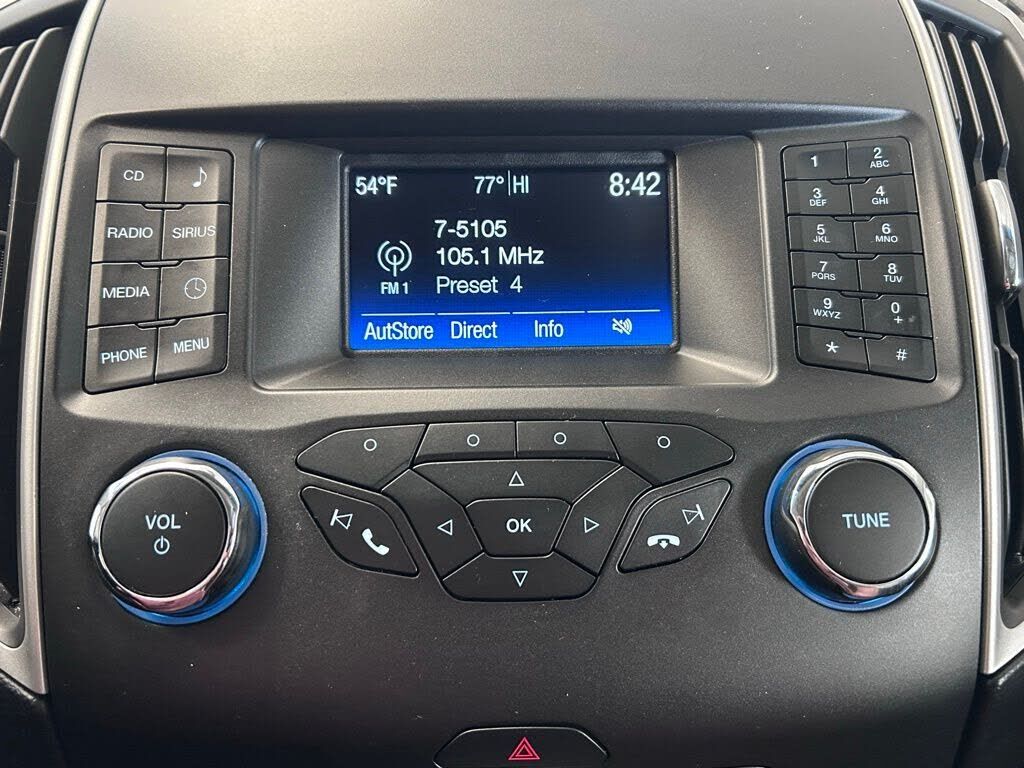 CD
RADIO SIRIUS
MEDIA
PHONE MENU
54°F 77° HI 8:42
7-5105
105.1 MHz
FM 1 Preset 4
AutStore Direct Info
1 2 ABC
3 DEF 4 GHI
5 JKL 6 MNO
7 PQRS 8 TUV
9 WXYZ 0 +
* #
VOL
OK
TUNE